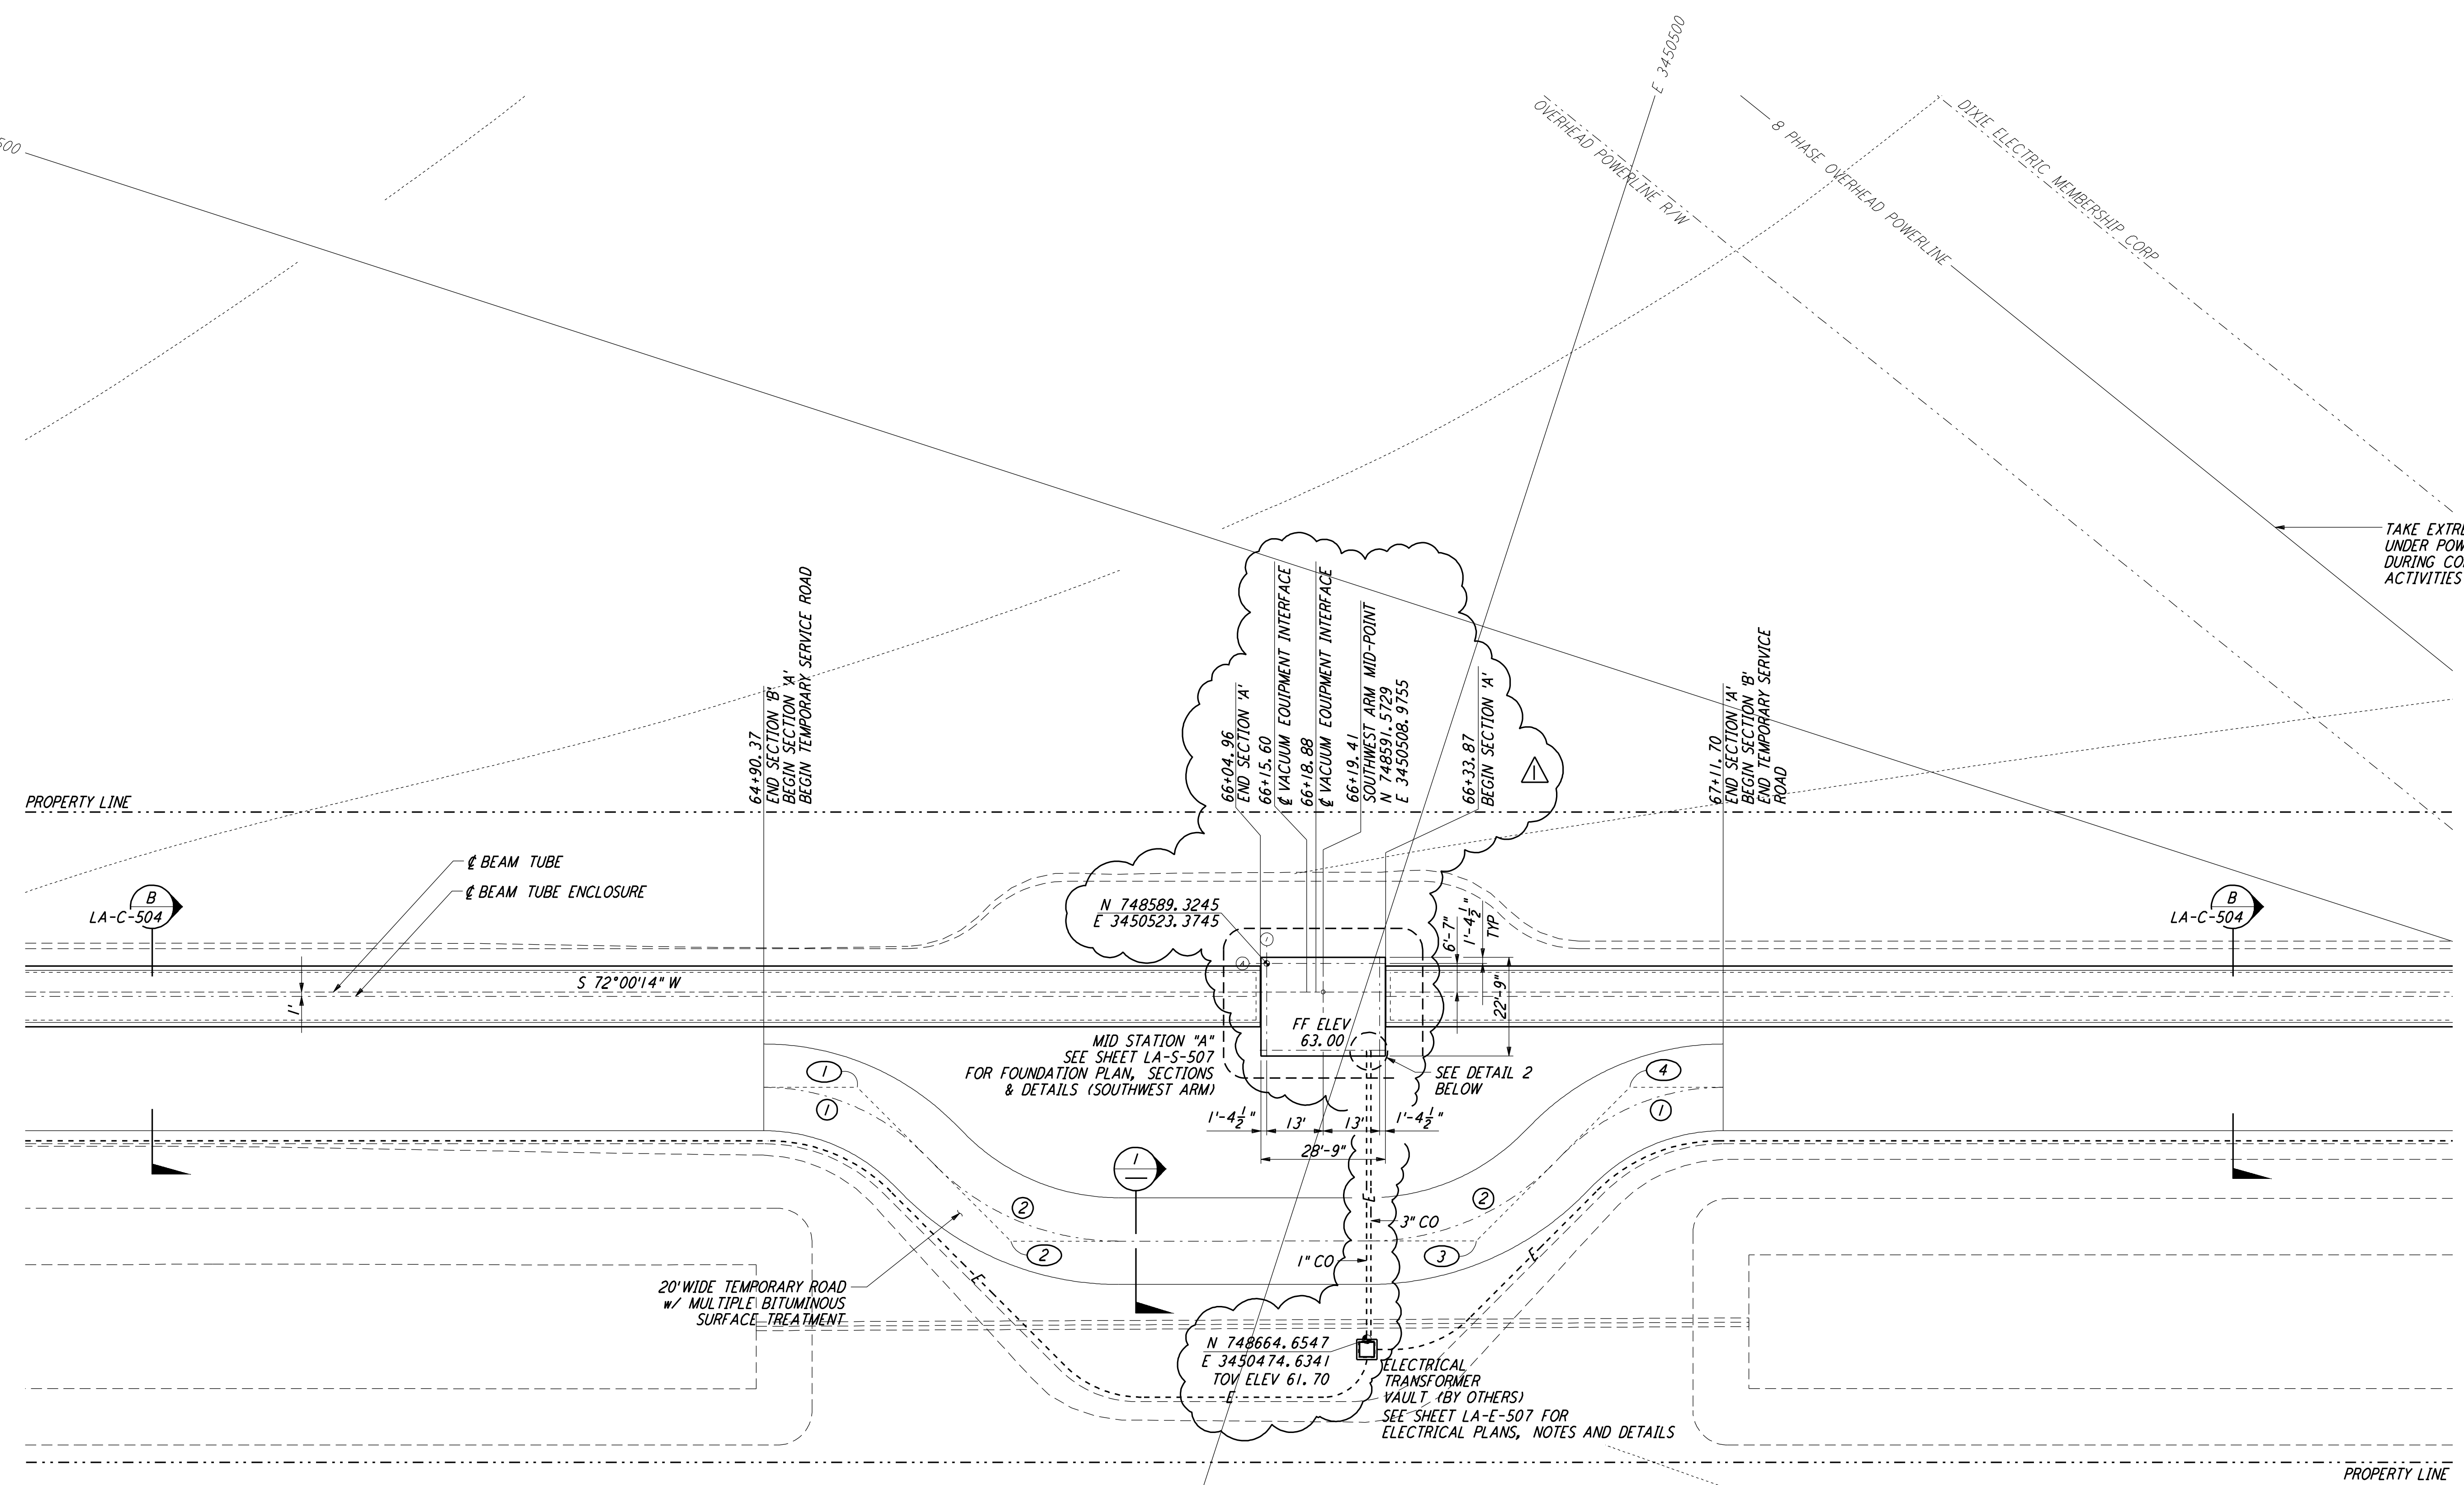 E 3450500
OVERHEAD POWERLINE R/W
8 PHASE OVERHEAD POWERLINE
DIXIE ELECTRIC MEMBERSHIP CORP
TAKE EXTRE
UNDER POW
DURING CO
ACTIVITIES
64+90.37
END SECTION 'B'
BEGIN SECTION 'A'
BEGIN TEMPORARY SERVICE ROAD
66+04.96
END SECTION 'A'
66+15.60
℄ VACUUM EQUIPMENT INTERFACE
66+18.88
℄ VACUUM EQUIPMENT INTERFACE
66+19.41
SOUTHWEST ARM MID-POINT
N 748591.5729
E 3450508.9755
66+33.87
BEGIN SECTION 'A'
1
67+11.70
END SECTION 'A'
BEGIN SECTION 'B'
END TEMPORARY SERVICE
ROAD
PROPERTY LINE
℄ BEAM TUBE
℄ BEAM TUBE ENCLOSURE
B
LA-C-504
B
LA-C-504
N 748589.3245
E 3450523.3745
1
A
6'-7"
1'-4½"
TYP
22'-9"
S 72°00'14" W
1'
FF ELEV
63.00
MID STATION "A"
SEE SHEET LA-S-507
FOR FOUNDATION PLAN, SECTIONS
& DETAILS (SOUTHWEST ARM)
SEE DETAIL 2
BELOW
1
1
4
1
1'-4½"
13'
13'
1'-4½"
28'-9"
1
2
2
2
3
E
3" CO
1" CO
E
E
20' WIDE TEMPORARY ROAD
w/ MULTIPLE BITUMINOUS
SURFACE TREATMENT
N 748664.6547
E 3450474.6341
TOV ELEV 61.70
E
ELECTRICAL
TRANSFORMER
VAULT (BY OTHERS)
SEE SHEET LA-E-507 FOR
ELECTRICAL PLANS, NOTES AND DETAILS
PROPERTY LINE